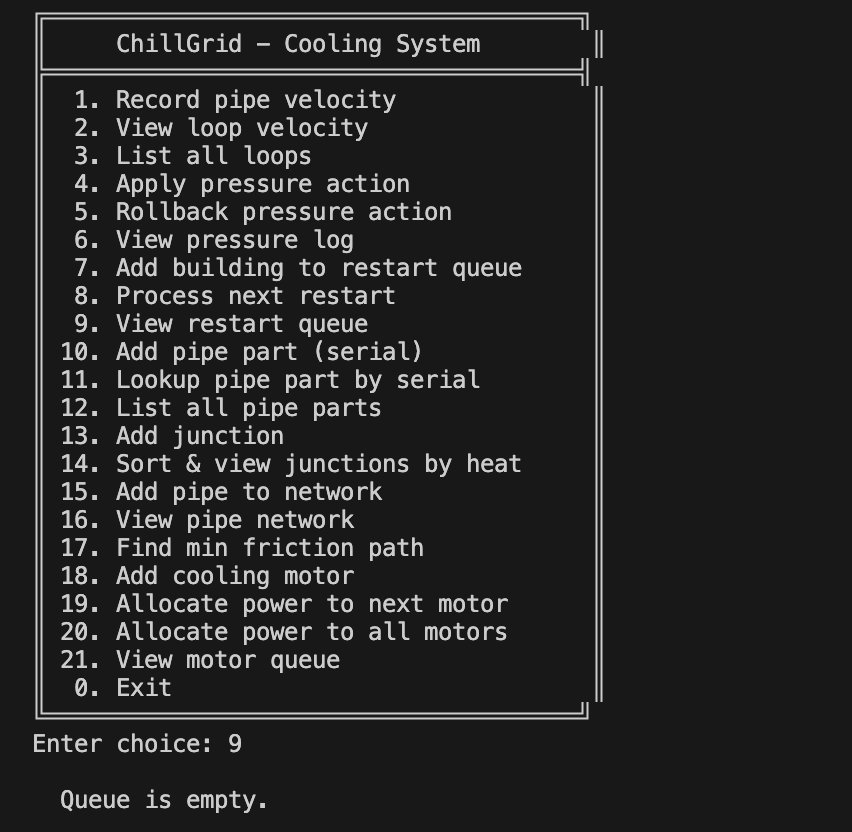 ChillGrid – Cooling System
1. Record pipe velocity
2. View loop velocity
3. List all loops
4. Apply pressure action
5. Rollback pressure action
6. View pressure log
7. Add building to restart queue
8. Process next restart
9. View restart queue
10. Add pipe part (serial)
11. Lookup pipe part by serial
12. List all pipe parts
13. Add junction
14. Sort & view junctions by heat
15. Add pipe to network
16. View pipe network
17. Find min friction path
18. Add cooling motor
19. Allocate power to next motor
20. Allocate power to all motors
21. View motor queue
0. Exit
Enter choice: 9
Queue is empty.